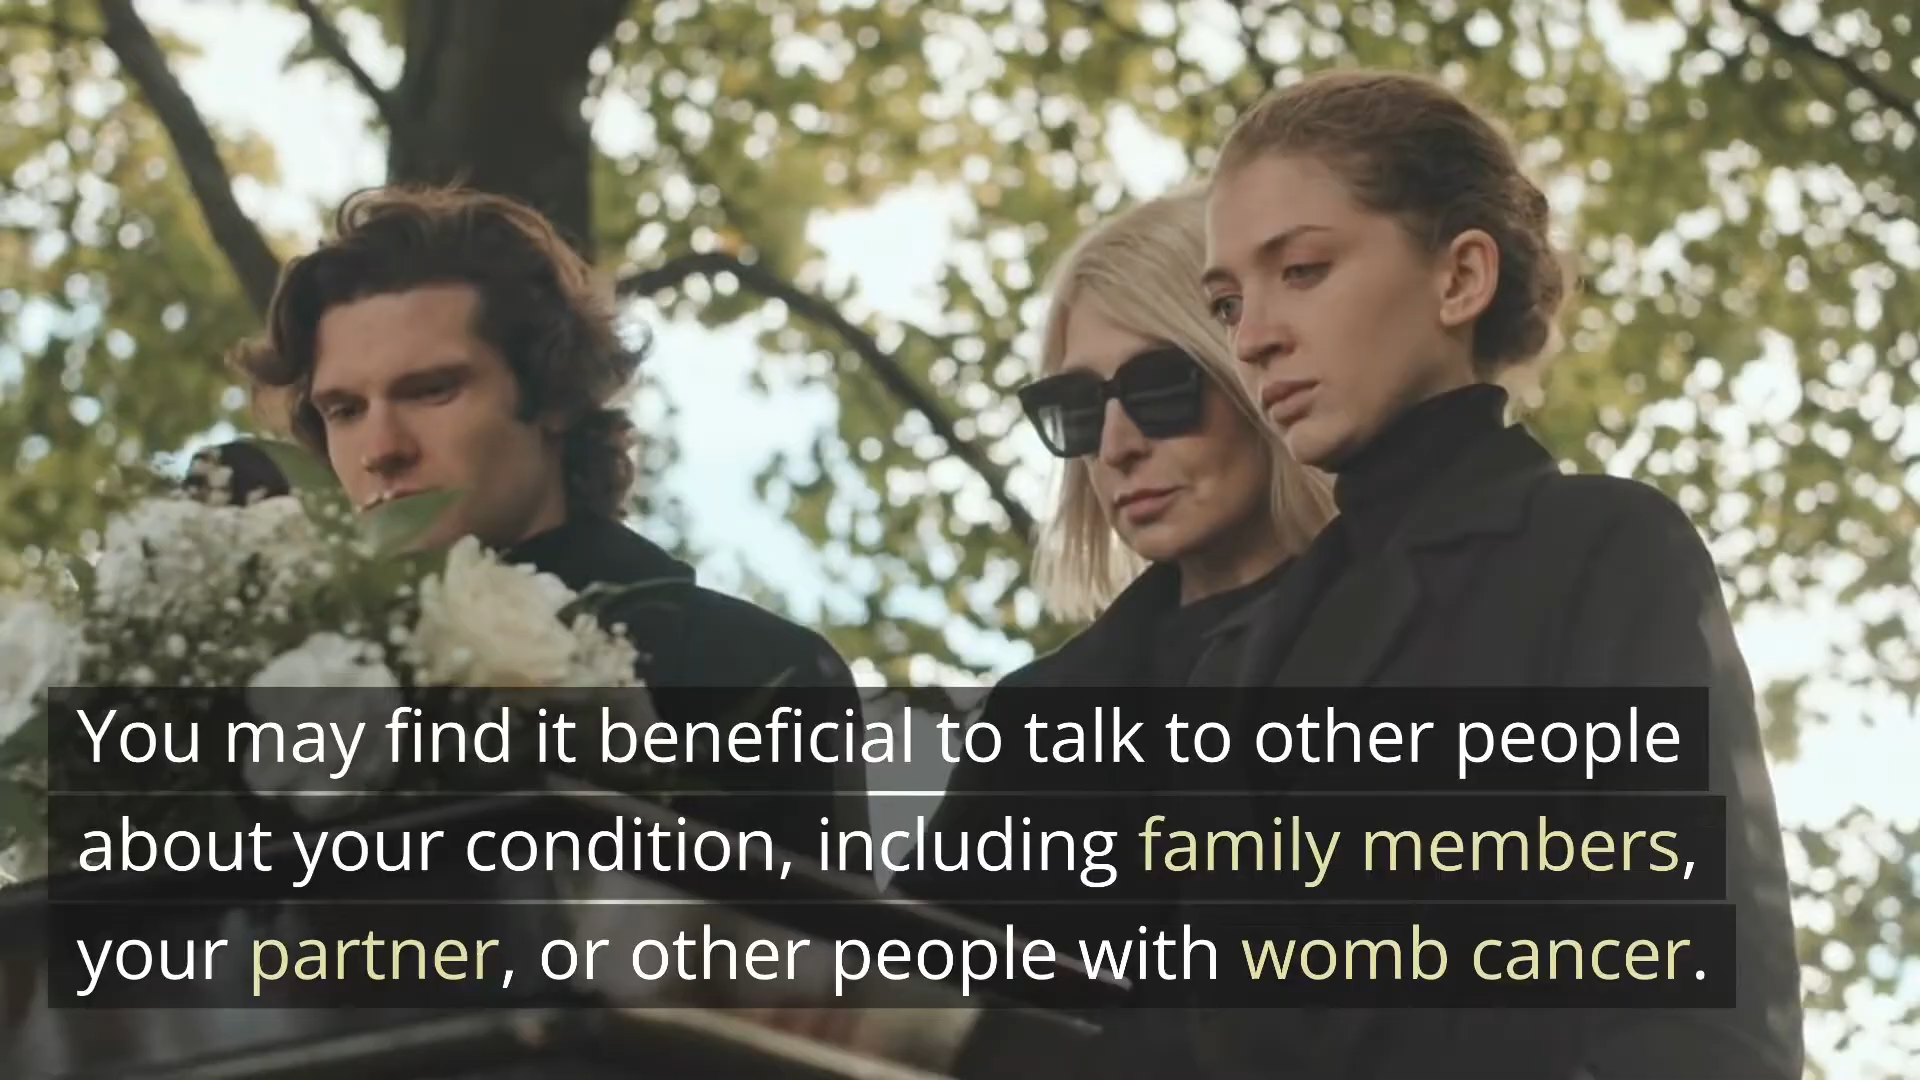 You may find it beneficial to talk to other people
about your condition, including family members,
your partner, or other people with womb cancer.